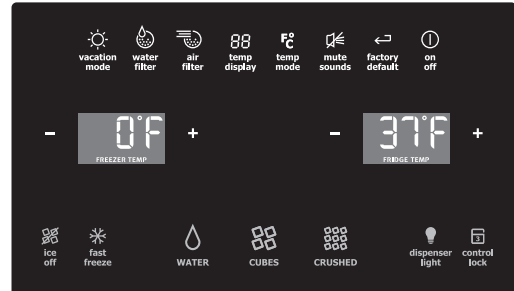 88 F°C
vacation mode water filter air filter temp display temp mode mute sounds factory default on off
- 0°F + - 37°F +
FREEZER TEMP FRIDGE TEMP
3
ice off fast freeze WATER CUBES CRUSHED dispenser light control lock